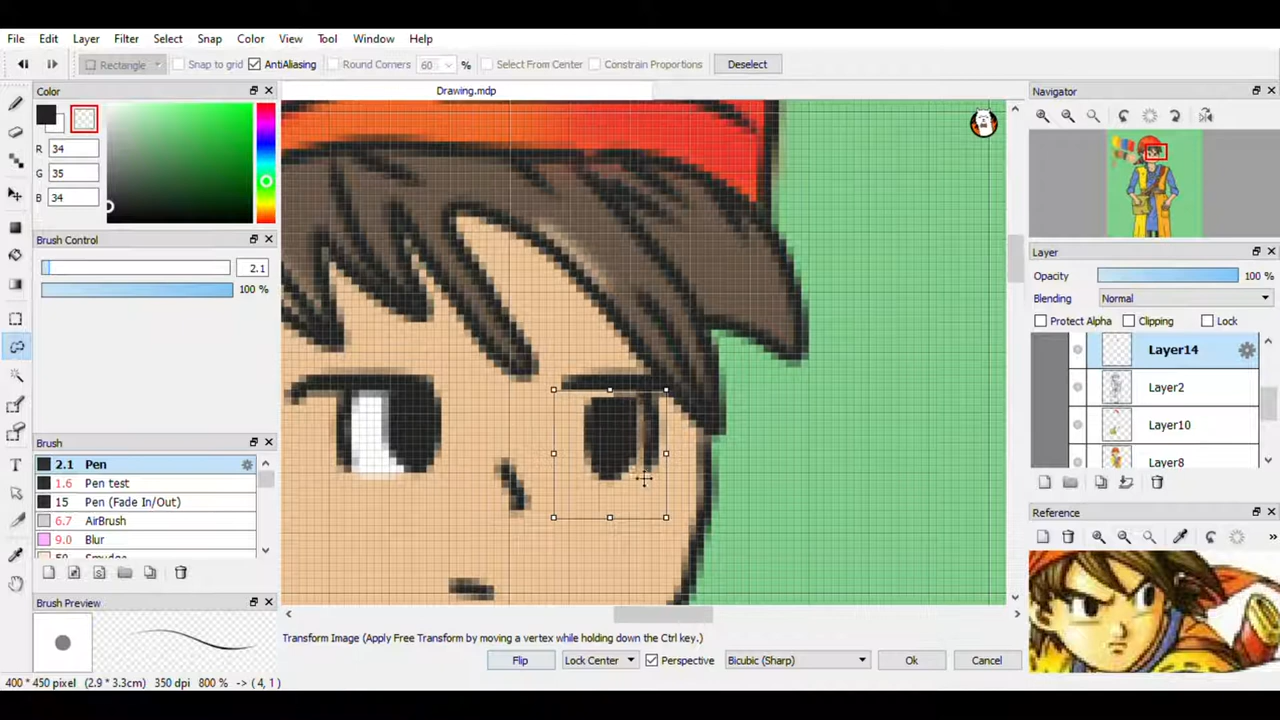 File Edit Layer Filter Select Snap Color View Tool Window Help
Rectangle Snap to grid AntiAliasing Round Corners 60 % Select From Center Constrain Proportions Deselect
Color
Drawing.mdp
Navigator
R 34
G 35
B 34
Brush Control
2.1
100 %
Layer
Opacity 100 %
Blending Normal
Protect Alpha Clipping Lock
Layer14
Layer2
Layer10
Layer8
Brush
2.1 Pen
1.6 Pen test
15 Pen (Fade In/Out)
6.7 AirBrush
9.0 Blur
50 Smudge
Reference
Brush Preview
Transform Image (Apply Free Transform by moving a vertex while holding down the Ctrl key.)
Flip Lock Center Perspective Bicubic (Sharp) Ok Cancel
400 * 450 pixel (2.9 * 3.3cm) 350 dpi 800 % -> ( 4, 1 )